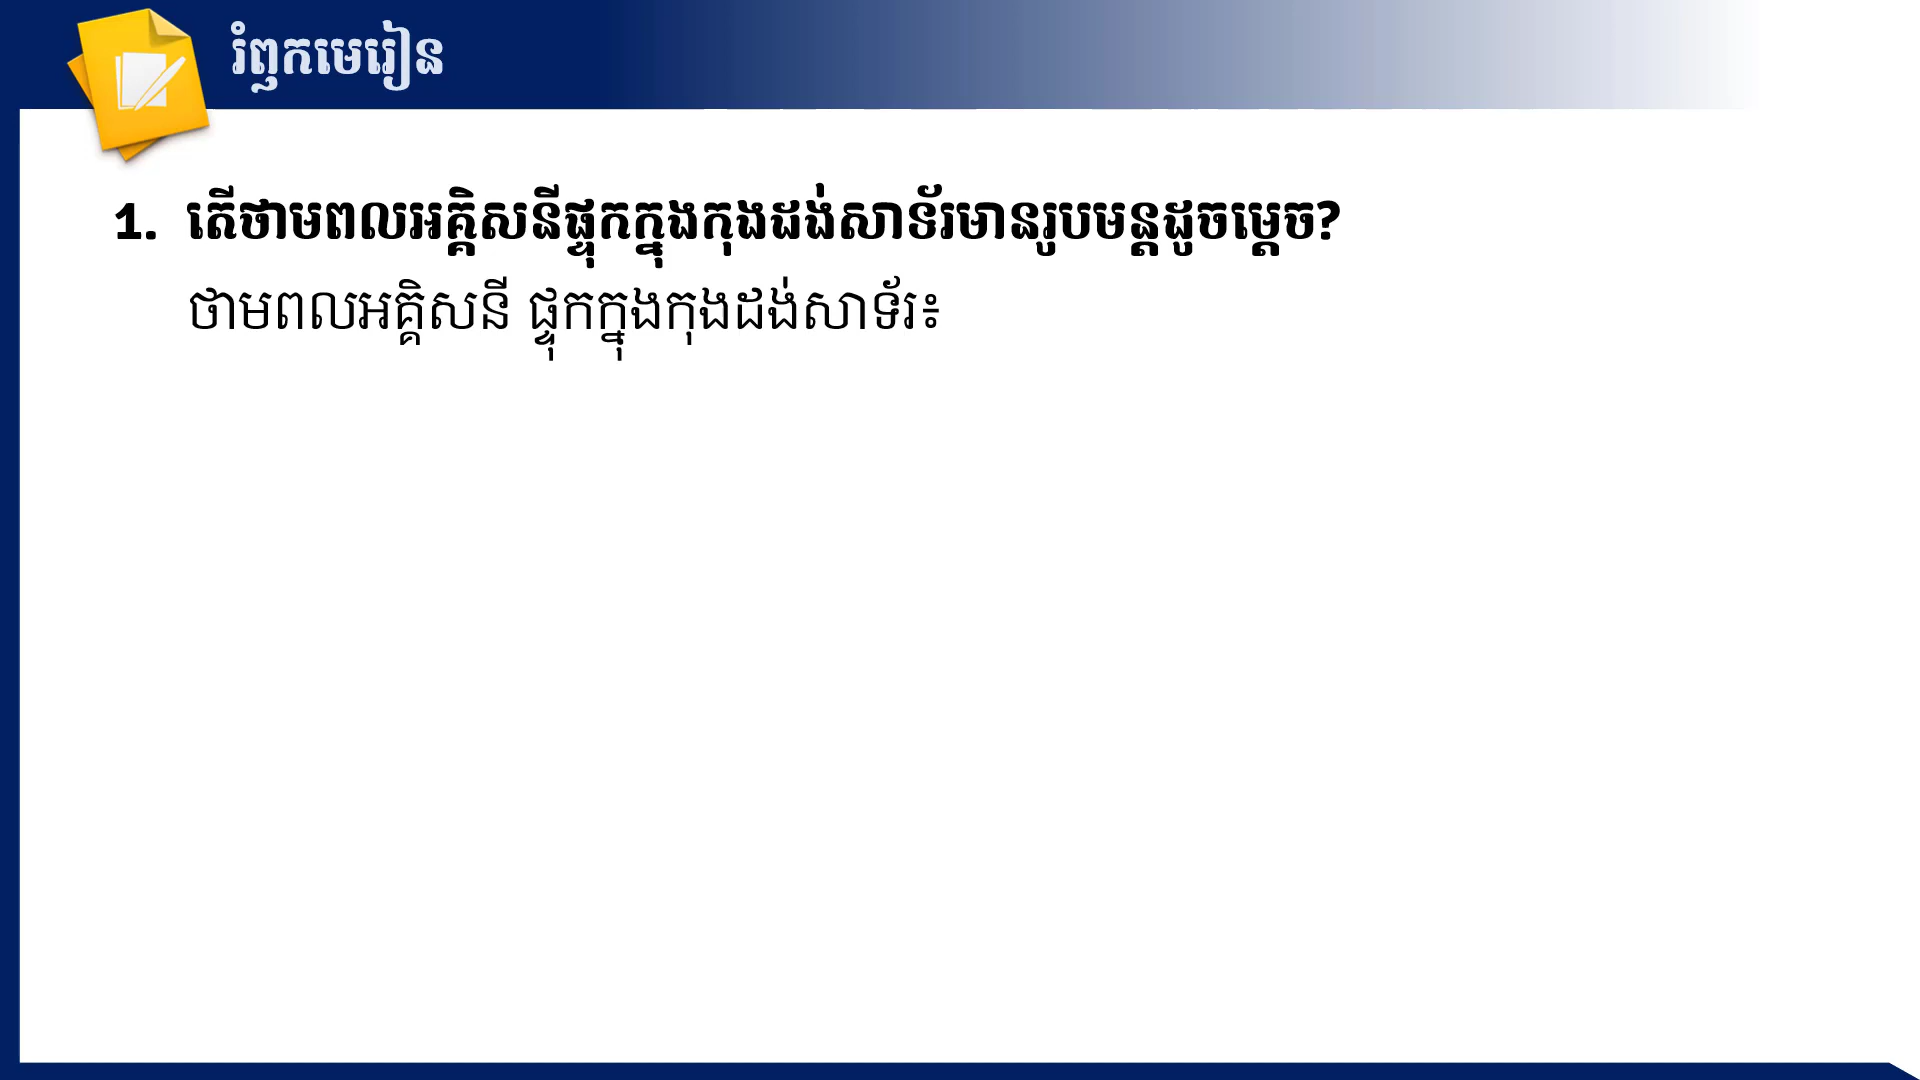 រំឭកមេរៀន
1. តើថាមពលអគ្គិសនីផ្ទុកក្នុងកុងដង់សាទ័រមានរូបមន្តដូចម្តេច?
ថាមពលអគ្គិសនី ផ្ទុកក្នុងកុងដង់សាទ័រ៖